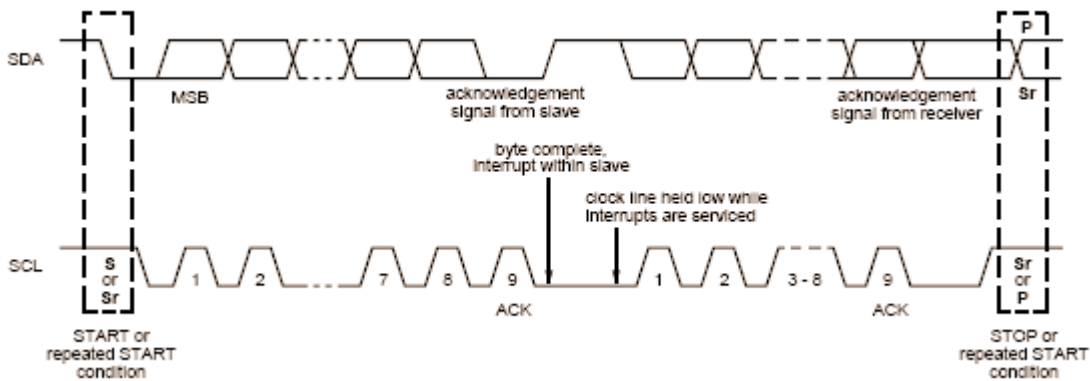 P
SDA
MSB
acknowledgement
signal from slave
acknowledgement
signal from receiver
Sr
byte complete,
interrupt within slave
clock line held low while
interrupts are serviced
SCL
S
or
Sr
1
2
7
8
9
1
2
3 - 8
9
Sr
or
P
ACK
ACK
START or
repeated START
condition
STOP or
repeated START
condition